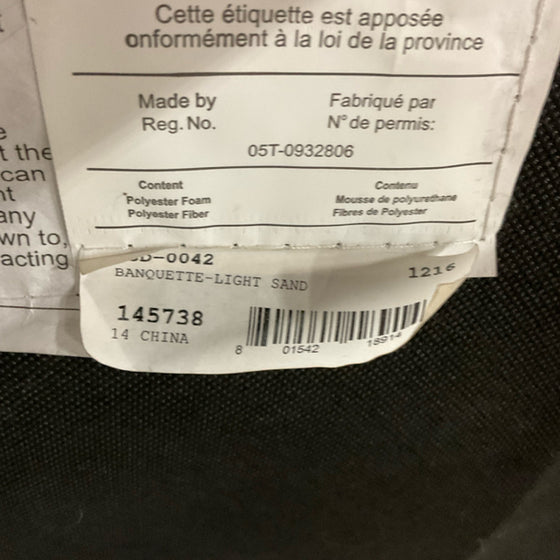 Cette étiquette est apposée
onformément à la loi de la province
Made by
Reg. No.
Fabriqué par
N° de permis:
05T-0932806
Content
Polyester Foam
Polyester Fiber
Contenu
Mousse de polyurethane
Fibres de Polyester
t the
can
any
wn to,
acting
D-0042
BANQUETTE-LIGHT SAND
1216
145738
14 CHINA
8 01542 18914